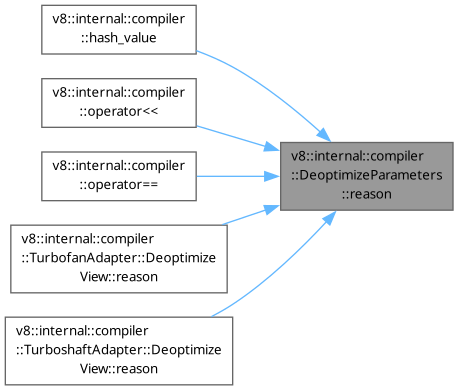 v8::internal::compiler
::hash_value
v8::internal::compiler
::operator<<
v8::internal::compiler
::operator==
v8::internal::compiler
::TurbofanAdapter::Deoptimize
View::reason
v8::internal::compiler
::TurboshaftAdapter::Deoptimize
View::reason
v8::internal::compiler
::DeoptimizeParameters
::reason